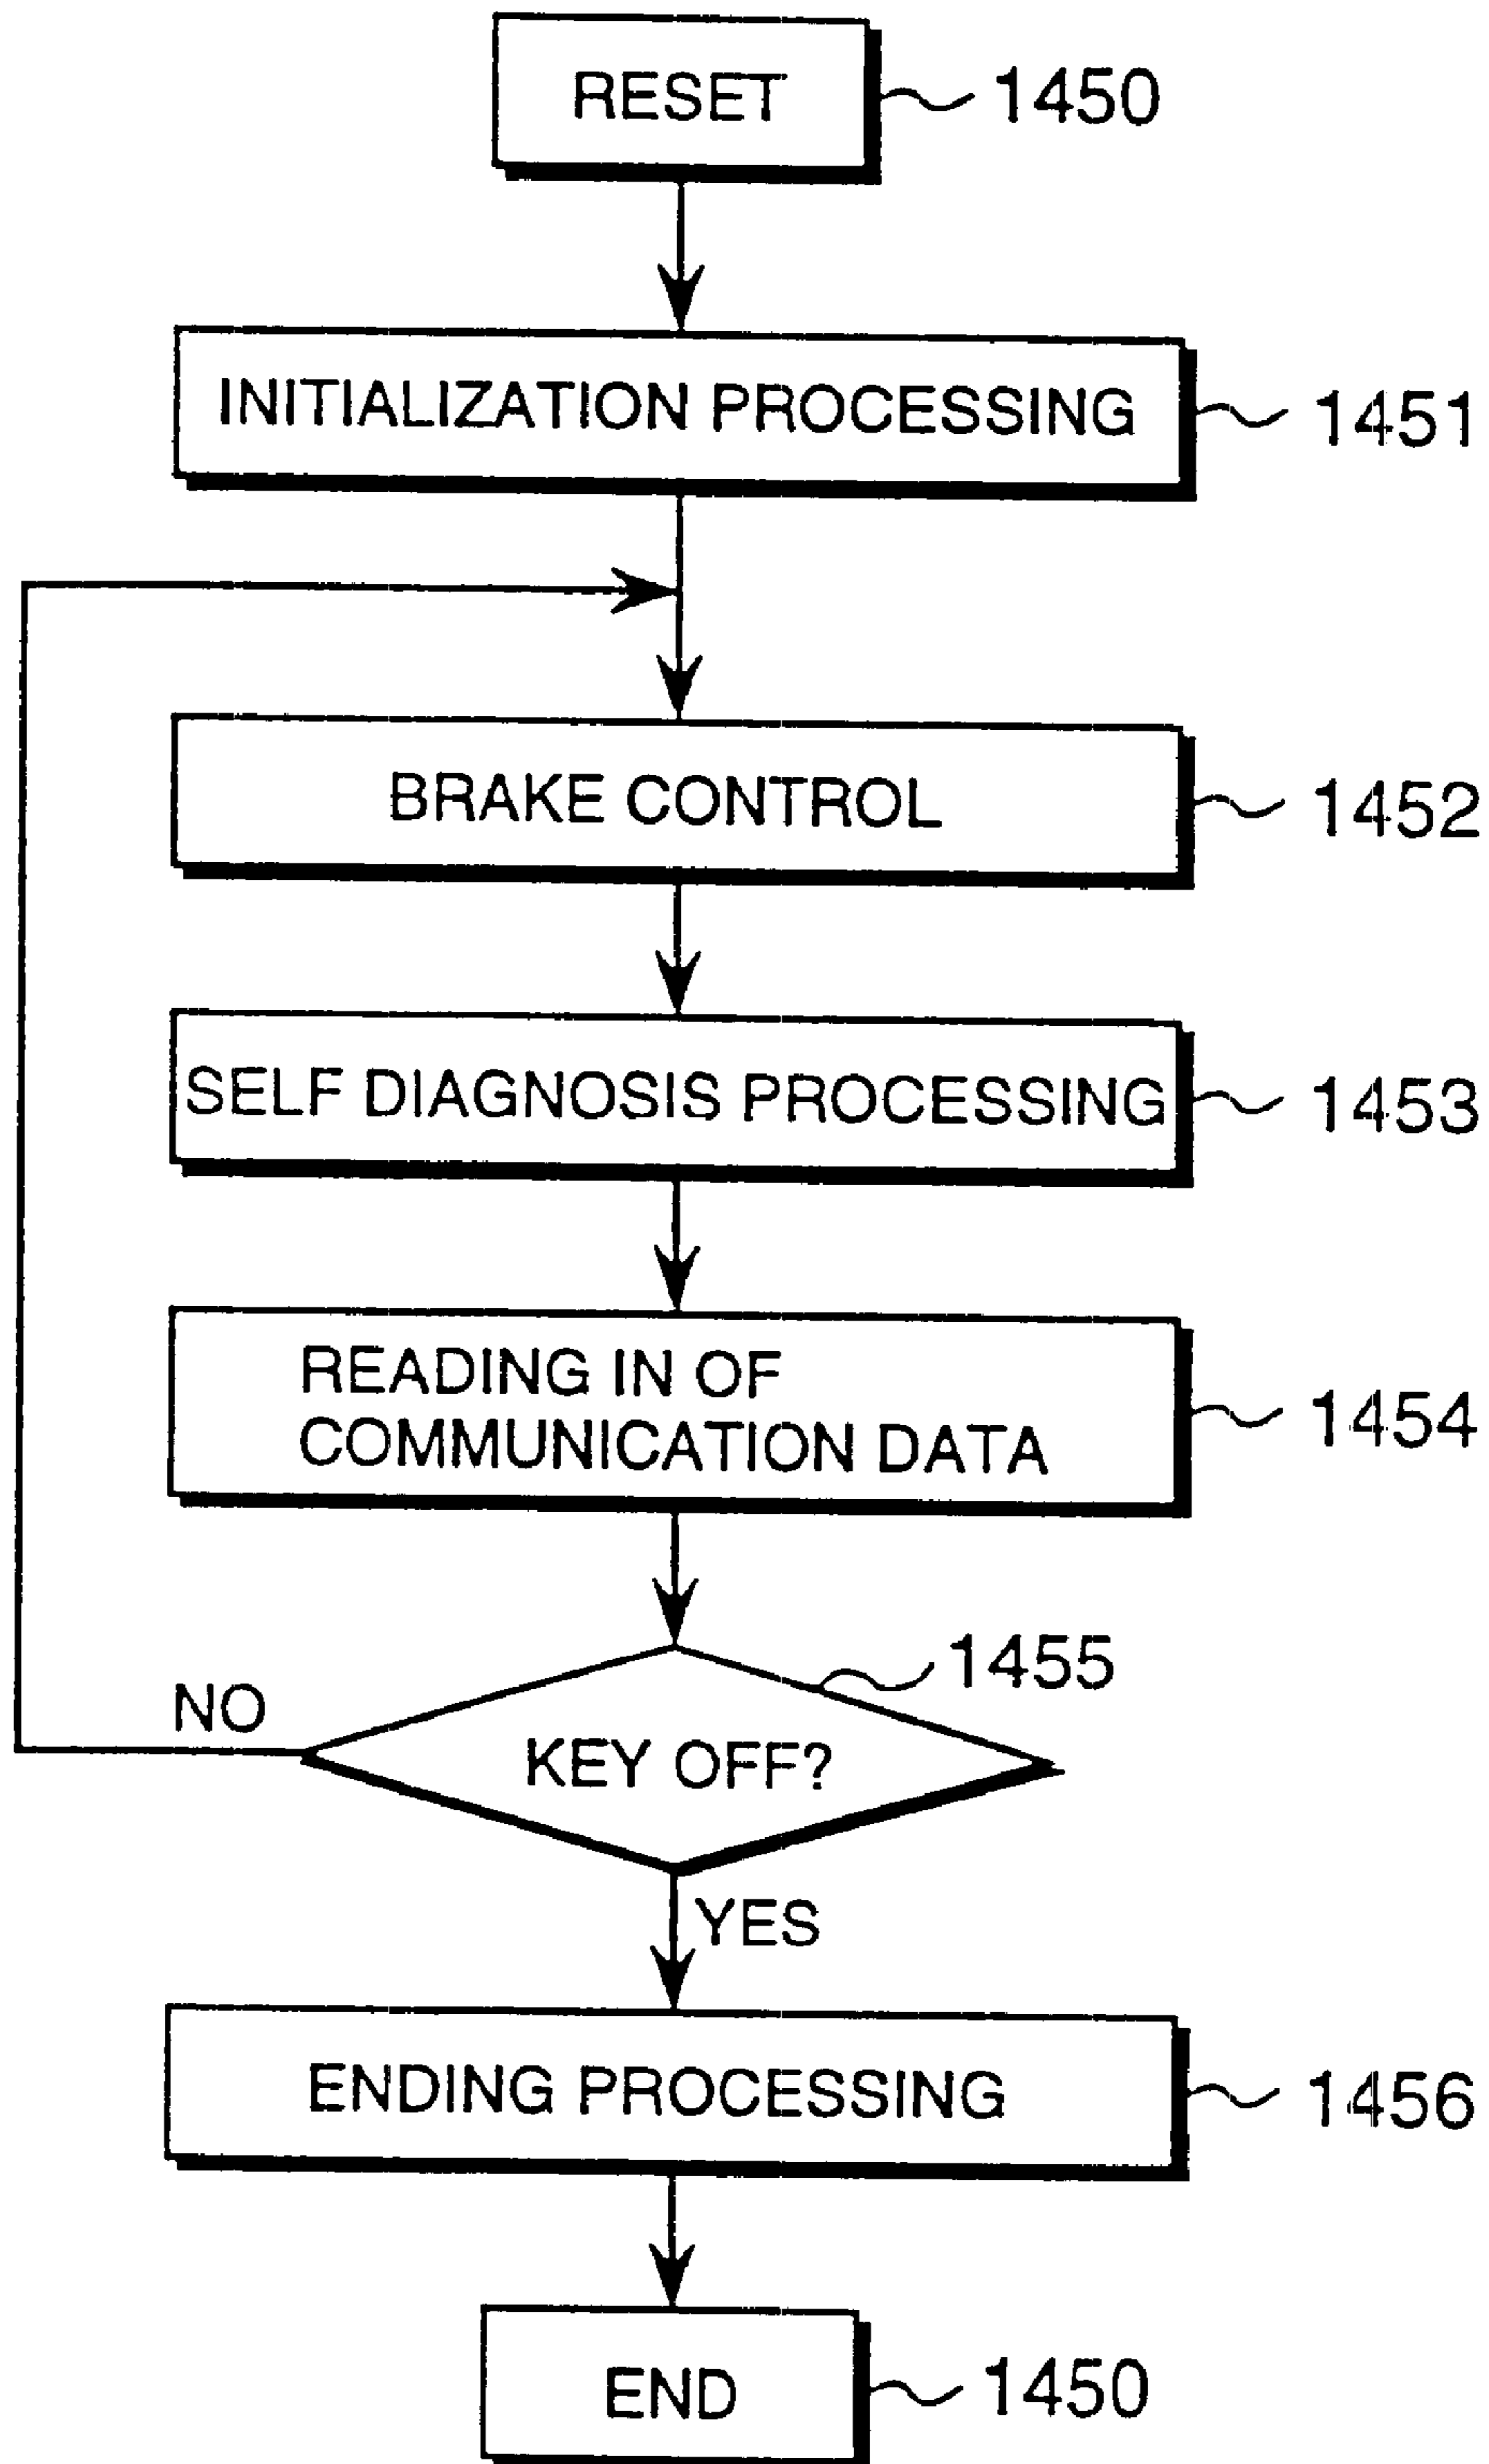 RESET 1450
INITIALIZATION PROCESSING 1451
BRAKE CONTROL 1452
SELF DIAGNOSIS PROCESSING 1453
READING IN OF
COMMUNICATION DATA 1454
1455
NO
KEY OFF?
YES
ENDING PROCESSING 1456
END 1450